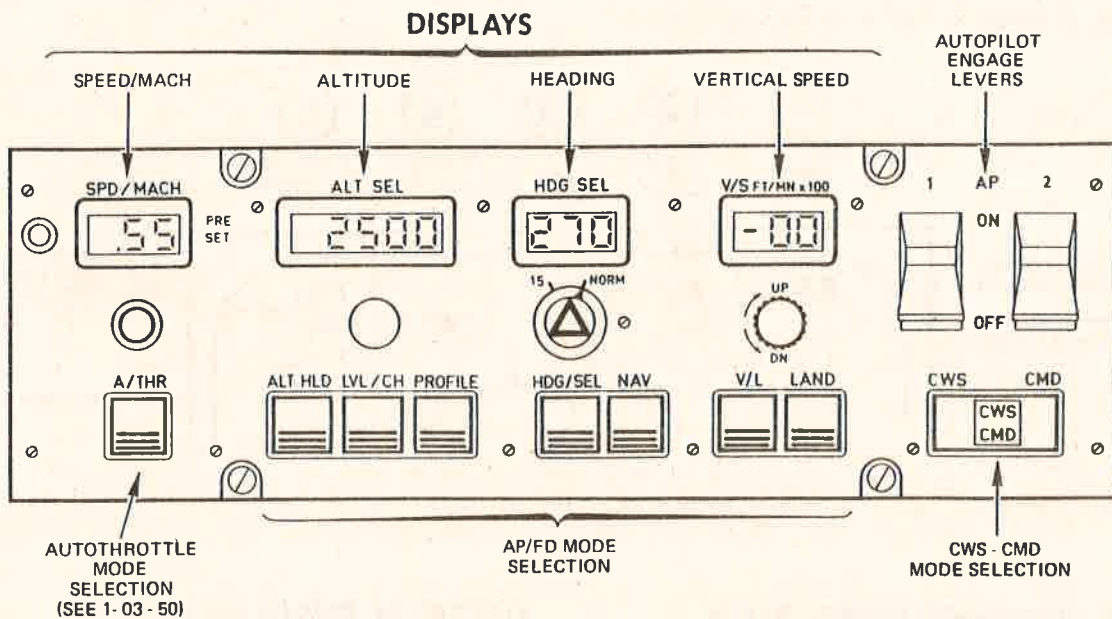 DISPLAYS
SPEED/MACH
ALTITUDE
HEADING
VERTICAL SPEED
AUTOPILOT
ENGAGE
LEVERS
SPD/MACH
.55
PRE
SET
ALT SEL
2500
HDG SEL
270
V/S FT/MN x100
-00
1 AP 2
ON
OFF
15 NORM
UP
DN
A/THR
ALT HLD LVL/CH PROFILE
HDG/SEL NAV
V/L LAND
CWS CMD
CWS
CMD
AUTOTHROTTLE
MODE
SELECTION
(SEE 1-03-50)
AP/FD MODE
SELECTION
CWS - CMD
MODE SELECTION